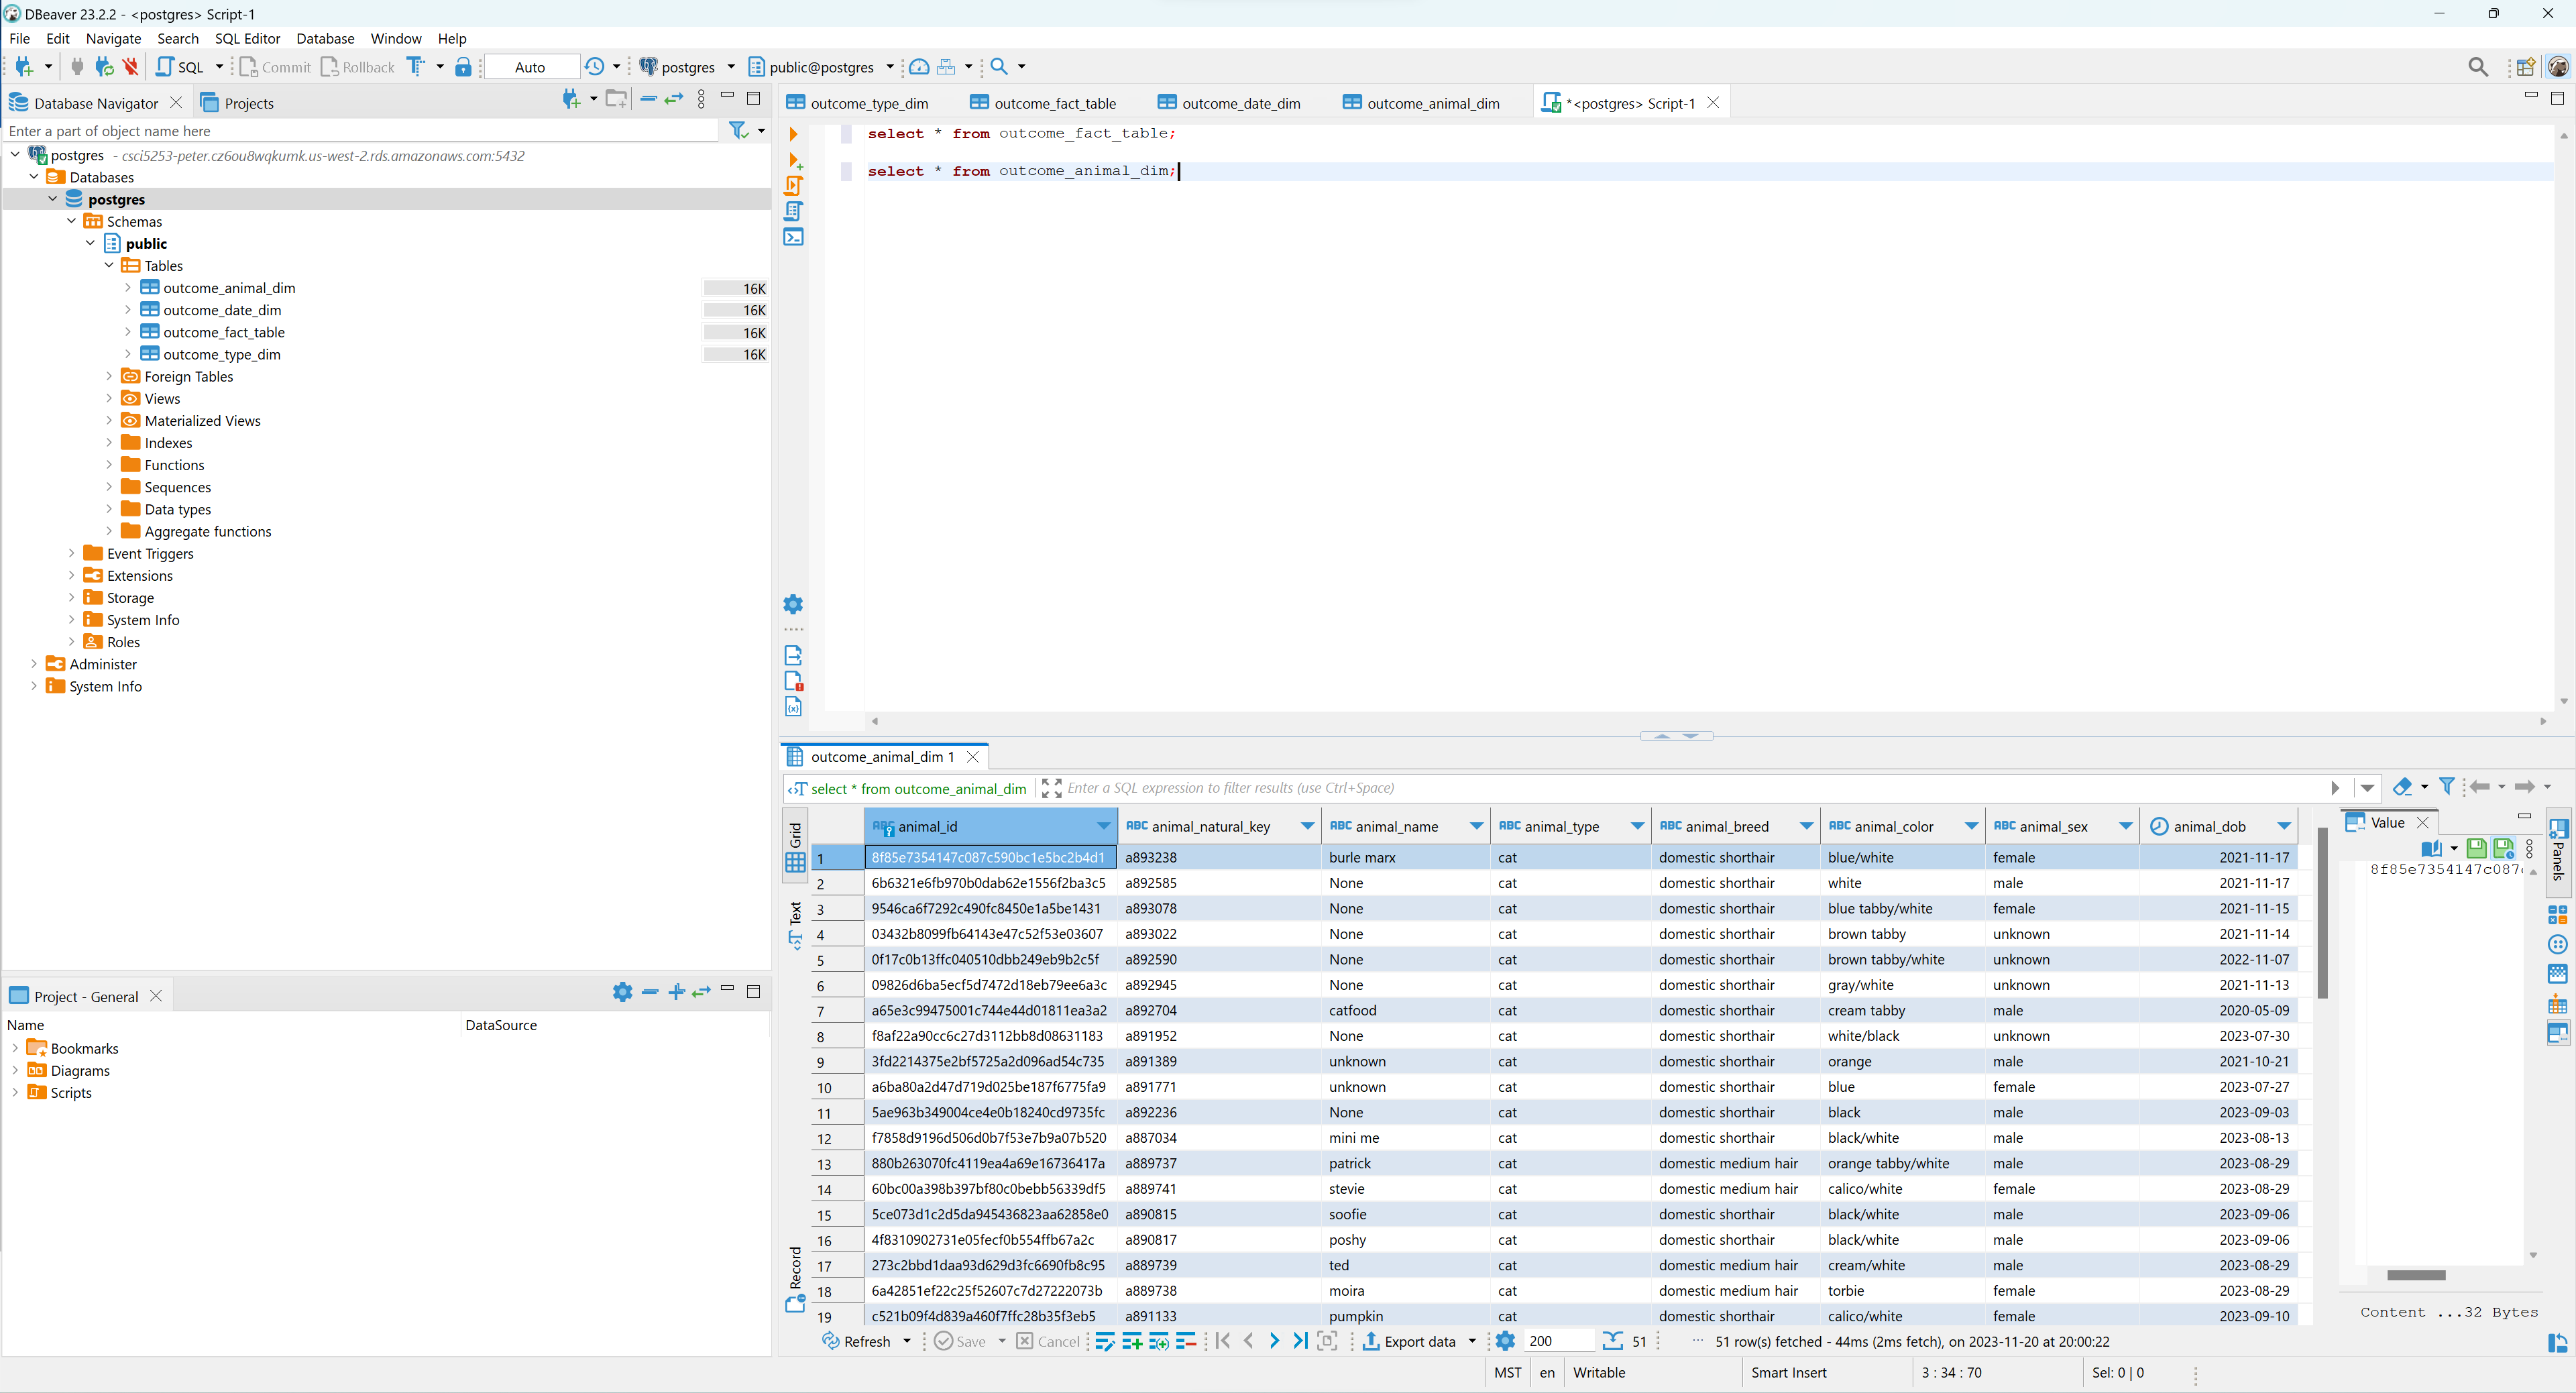 DBeaver 23.2.2 - <postgres> Script-1
File Edit Navigate Search SQL Editor Database Window Help
SQL Commit Rollback Auto postgres public@postgres
Database Navigator Projects
Enter a part of object name here
postgres - csci5253-peter.cz6ou8wqkumk.us-west-2.rds.amazonaws.com:5432
Databases
postgres
Schemas
public
Tables
outcome_animal_dim 16K
outcome_date_dim 16K
outcome_fact_table 16K
outcome_type_dim 16K
Foreign Tables
Views
Materialized Views
Indexes
Functions
Sequences
Data types
Aggregate functions
Event Triggers
Extensions
Storage
System Info
Roles
Administer
System Info
Project - General
Name DataSource
Bookmarks
Diagrams
Scripts
outcome_type_dim outcome_fact_table outcome_date_dim outcome_animal_dim *<postgres> Script-1
select * from outcome_fact_table;
select * from outcome_animal_dim;
outcome_animal_dim 1
select * from outcome_animal_dim Enter a SQL expression to filter results (use Ctrl+Space)
Grid
Text
Record
ABC animal_id ABC animal_natural_key ABC animal_name ABC animal_type ABC animal_breed ABC animal_color ABC animal_sex animal_dob
1 8f85e7354147c087c590bc1e5bc2b4d1 a893238 burle marx cat domestic shorthair blue/white female 2021-11-17
2 6b6321e6fb970b0dab62e1556f2ba3c5 a892585 None cat domestic shorthair white male 2021-11-17
3 9546ca6f7292c490fc8450e1a5be1431 a893078 None cat domestic shorthair blue tabby/white female 2021-11-15
4 03432b8099fb64143e47c52f53e03607 a893022 None cat domestic shorthair brown tabby unknown 2021-11-14
5 0f17c0b13ffc040510dbb249eb9b2c5f a892590 None cat domestic shorthair brown tabby/white unknown 2022-11-07
6 09826d6ba5ecf5d7472d18eb79ee6a3c a892945 None cat domestic shorthair gray/white unknown 2021-11-13
7 a65e3c99475001c744e44d01811ea3a2 a892704 catfood cat domestic shorthair cream tabby male 2020-05-09
8 f8af22a90cc6c27d3112bb8d08631183 a891952 None cat domestic shorthair white/black unknown 2023-07-30
9 3fd2214375e2bf5725a2d096ad54c735 a891389 unknown cat domestic shorthair orange male 2021-10-21
10 a6ba80a2d47d719d025be187f6775fa9 a891771 unknown cat domestic shorthair blue female 2023-07-27
11 5ae963b349004ce4e0b18240cd9735fc a892236 None cat domestic shorthair black male 2023-09-03
12 f7858d9196d506d0b7f53e7b9a07b520 a887034 mini me cat domestic shorthair black/white male 2023-08-13
13 880b263070fc4119ea4a69e16736417a a889737 patrick cat domestic medium hair orange tabby/white male 2023-08-29
14 60bc00a398b397bf80c0bebb56339df5 a889741 stevie cat domestic medium hair calico/white female 2023-08-29
15 5ce073d1c2d5da945436823aa62858e0 a890815 soofie cat domestic shorthair black/white male 2023-09-06
16 4f8310902731e05fecf0b554ffb67a2c a890817 poshy cat domestic shorthair black/white male 2023-09-06
17 273c2bbd1daa93d629d3fc6690fb8c95 a889739 ted cat domestic medium hair cream/white male 2023-08-29
18 6a42851ef22c25f52607c7d27222073b a889738 moira cat domestic medium hair torbie female 2023-08-29
19 c521b09f4d839a460f7ffc28b35f3eb5 a891133 pumpkin cat domestic shorthair calico/white female 2023-09-10
Value
8f85e7354147c087
Panels
Content ...32 Bytes
Refresh Save Cancel Export data 200 51 ... 51 row(s) fetched - 44ms (2ms fetch), on 2023-11-20 at 20:00:22
MST en Writable Smart Insert 3 : 34 : 70 Sel: 0 | 0